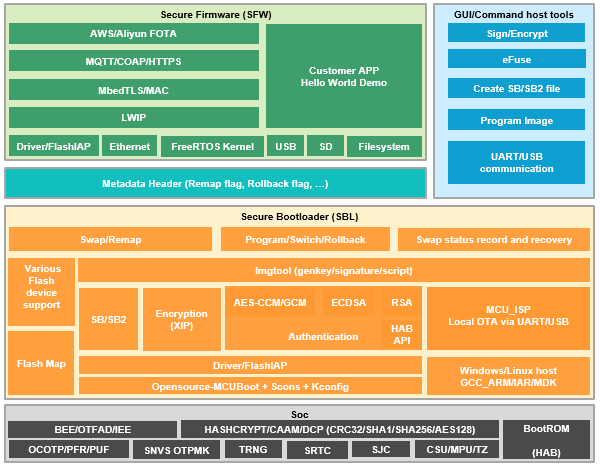 Secure Firmware (SFW)
AWS/Aliyun FOTA
MQTT/COAP/HTTPS
MbedTLS/MAC
LWIP
Customer APP
Hello World Demo
Driver/FlashIAP
Ethernet
FreeRTOS Kernel
USB
SD
Filesystem
Metadata Header (Remap flag, Rollback flag, ...)
GUI/Command host tools
Sign/Encrypt
eFuse
Create SB/SB2 file
Program Image
UART/USB
communication
Secure Bootloader (SBL)
Swap/Remap
Program/Switch/Rollback
Swap status record and recovery
Various
Flash
device
support
Imgtool (genkey/signature/script)
SB/SB2
Encryption
(XIP)
AES-CCM/GCM
ECDSA
RSA
Authentication
HAB
API
MCU_ISP
Local OTA via UART/USB
Flash Map
Driver/FlashIAP
Opensource-MCUBoot + Scons + Kconfig
Windows/Linux host
GCC_ARM/IAR/MDK
Soc
BEE/OTFAD/IEE
HASHCRYPT/CAAM/DCP (CRC32/SHA1/SHA256/AES128)
BootROM
(HAB)
OCOTP/PFR/PUF
SNVS OTPMK
TRNG
SRTC
SJC
CSU/MPU/TZ